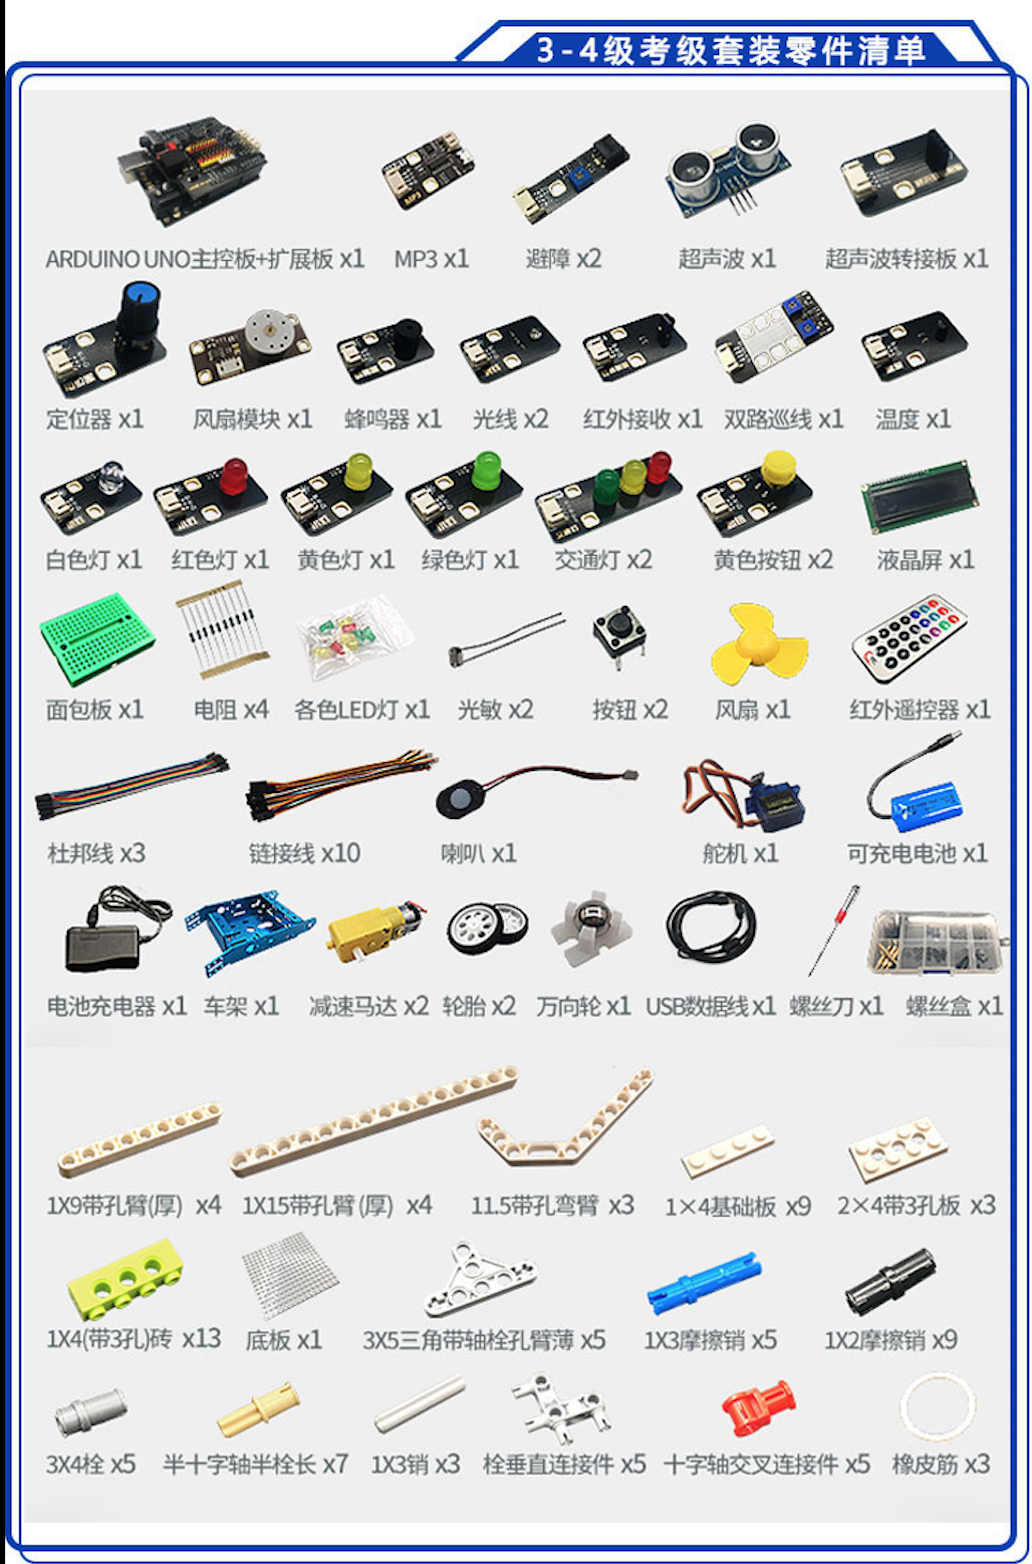 3-4级考级套装零件清单
ARDUINO UNO主控板+扩展板 x1 MP3 x1 避障 x2 超声波 x1 超声波转接板 x1
定位器 x1 风扇模块 x1 蜂鸣器 x1 光线 x2 红外接收 x1 双路巡线 x1 温度 x1
白色灯 x1 红色灯 x1 黄色灯 x1 绿色灯 x1 交通灯 x2 黄色按钮 x2 液晶屏 x1
面包板 x1 电阻 x4 各色LED灯 x1 光敏 x2 按钮 x2 风扇 x1 红外遥控器 x1
杜邦线 x3 链接线 x10 喇叭 x1 舵机 x1 可充电电池 x1
电池充电器 x1 车架 x1 减速马达 x2 轮胎 x2 万向轮 x1 USB数据线 x1 螺丝刀 x1 螺丝盒 x1
1X9带孔臂(厚) x4 1X15带孔臂(厚) x4 11.5带孔弯臂 x3 1×4基础板 x9 2×4带3孔板 x3
1X4(带3孔)砖 x13 底板 x1 3X5三角带轴栓孔臂薄 x5 1X3摩擦销 x5 1X2摩擦销 x9
3X4栓 x5 半十字轴半栓长 x7 1X3销 x3 栓垂直连接件 x5 十字轴交叉连接件 x5 橡皮筋 x3